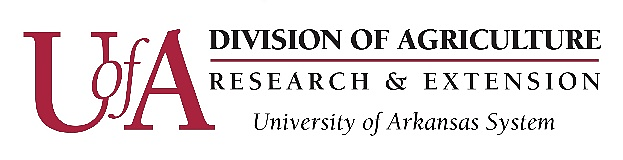 UofA
DIVISION OF AGRICULTURE
RESEARCH & EXTENSION
University of Arkansas System